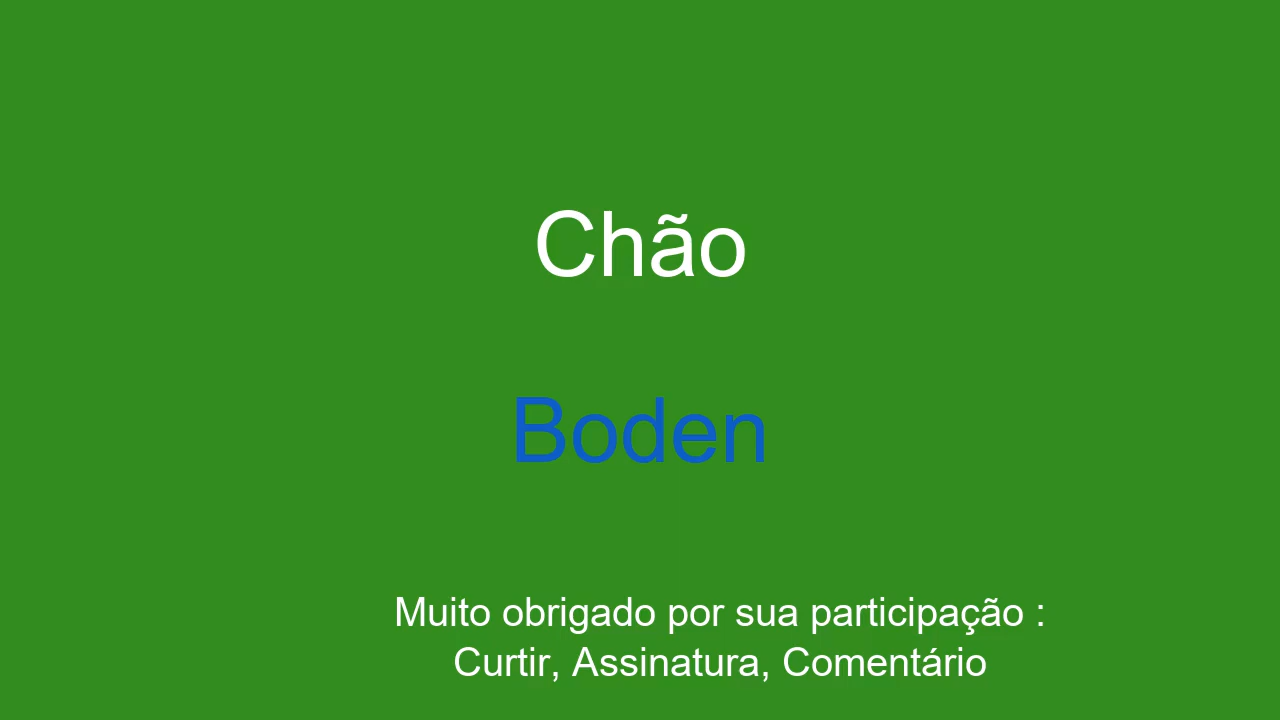 Chão
Boden
Muito obrigado por sua participação :
Curtir, Assinatura, Comentário